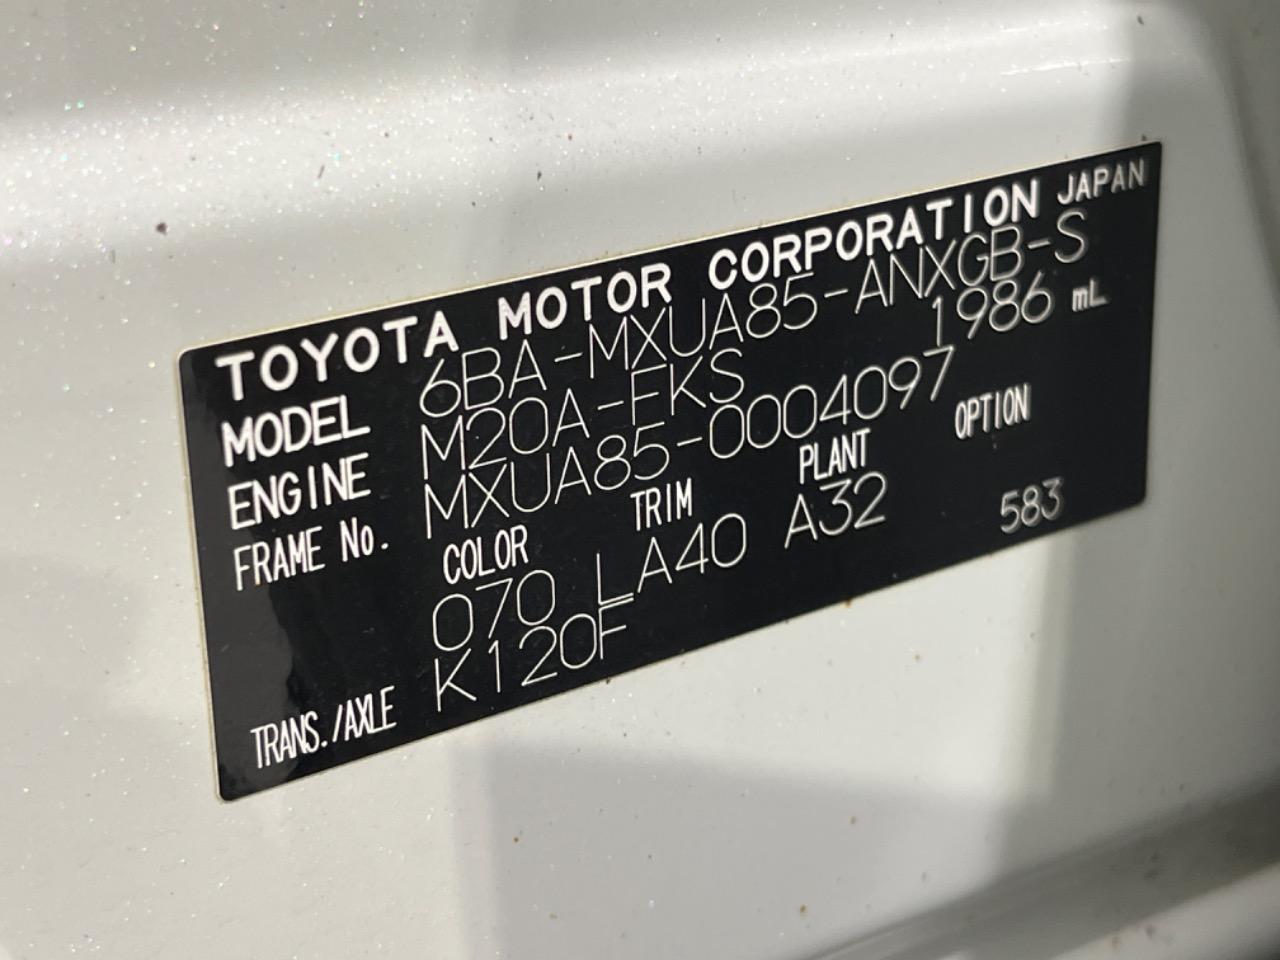 TOYOTA MOTOR CORPORATION JAPAN
MODEL 6BA-MXUA85-ANXGB-S
ENGINE M20A-FKS 1986 mL
FRAME No. MXUA85-0004097
COLOR TRIM PLANT OPTION
070 LA40 A32 583
TRANS./AXLE K120F